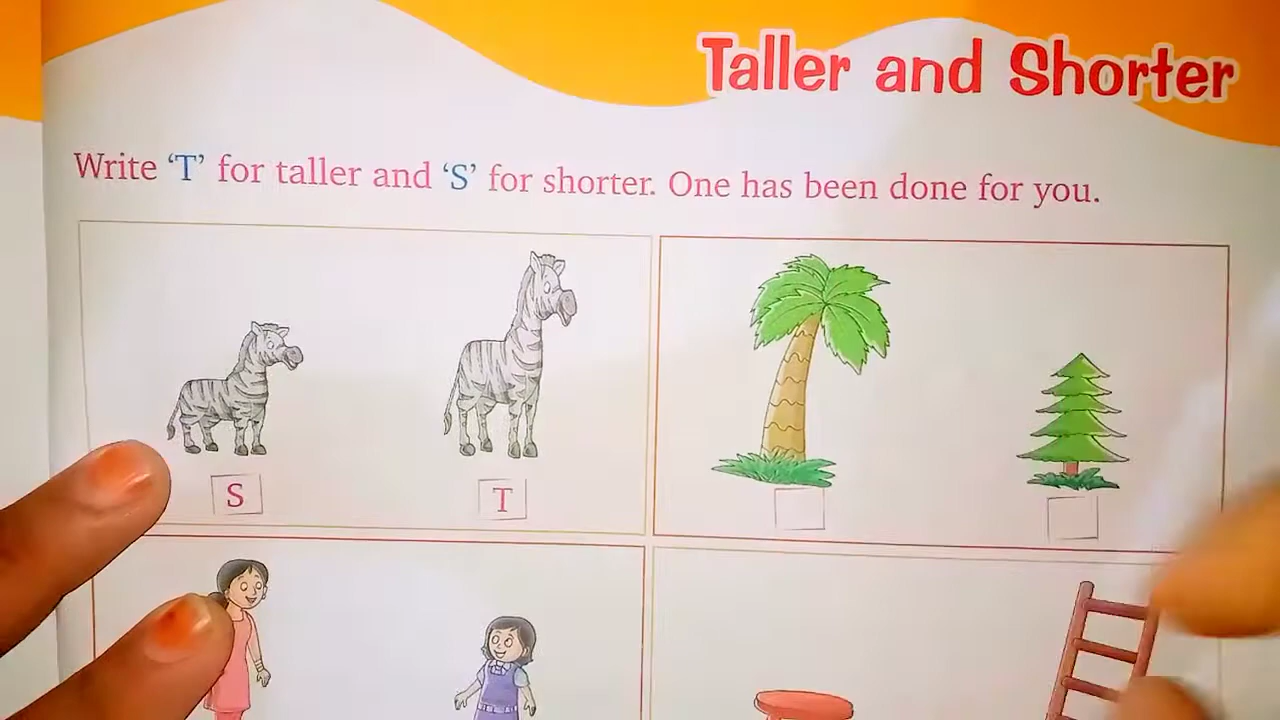 Taller and Shorter
Write ‘T’ for taller and ‘S’ for shorter. One has been done for you.
S
T